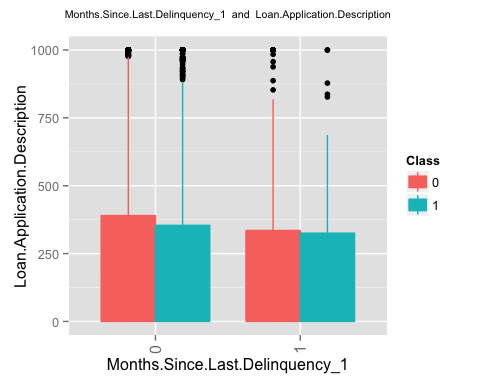 Months.Since.Last.Delinquency_1 and Loan.Application.Description
1000
750
500
250
0
Loan.Application.Description
0
1
Months.Since.Last.Delinquency_1
Class
0
1